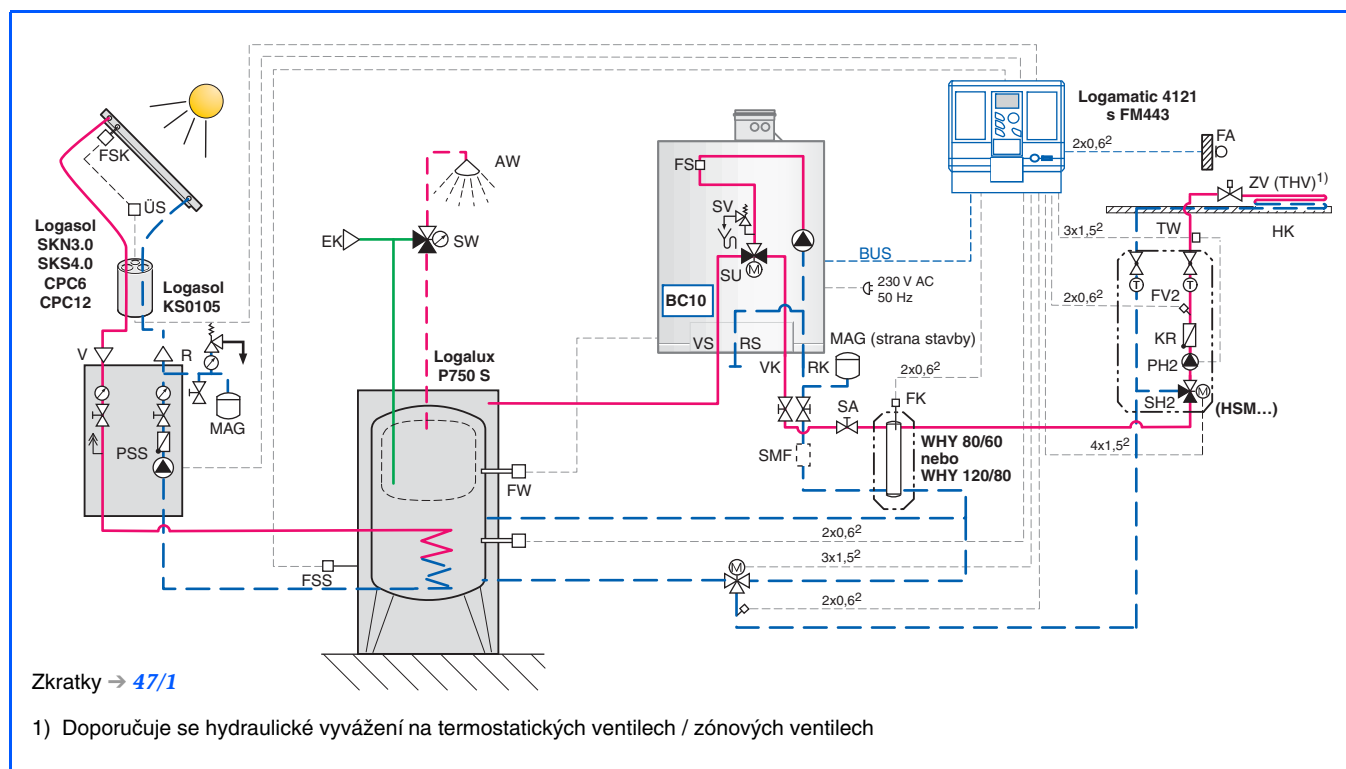 FSK
ÜS
Logasol
SKN3.0
SKS4.0
CPC6
CPC12
Logasol
KS0105
V
R
MAG
PSS
FSS
EK
AW
SW
Logalux
P750 S
FW
FS
SV
SU
M
BC10
VS
RS
VK
RK
BUS
230 V AC
50 Hz
MAG (strana stavby)
2x0,6²
SA
FK
SMF
WHY 80/60
nebo
WHY 120/80
2x0,6²
3x1,5²
M
2x0,6²
Logamatic 4121
s FM443
2x0,6²
FA
ZV (THV)¹⁾
HK
TW
3x1,5²
T
T
FV2
2x0,6²
KR
PH2
M
SH2
(HSM...)
4x1,5²
Zkratky → 47/1
1) Doporučuje se hydraulické vyvážení na termostatických ventilech / zónových ventilech